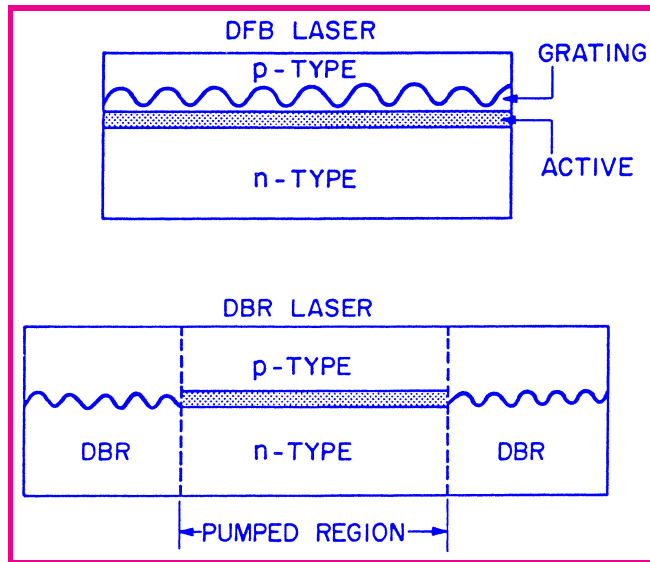 DFB LASER
GRATING
p-TYPE
ACTIVE
n-TYPE
DBR LASER
p-TYPE
DBR
n-TYPE
DBR
PUMPED REGION